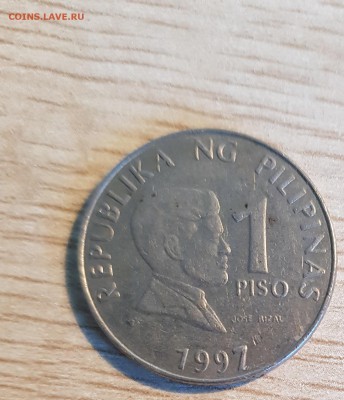 COINS.LAVE.RU
REPUBLIKA NG PILIPINAS
1
PISO
JOSE RIZAL
1997